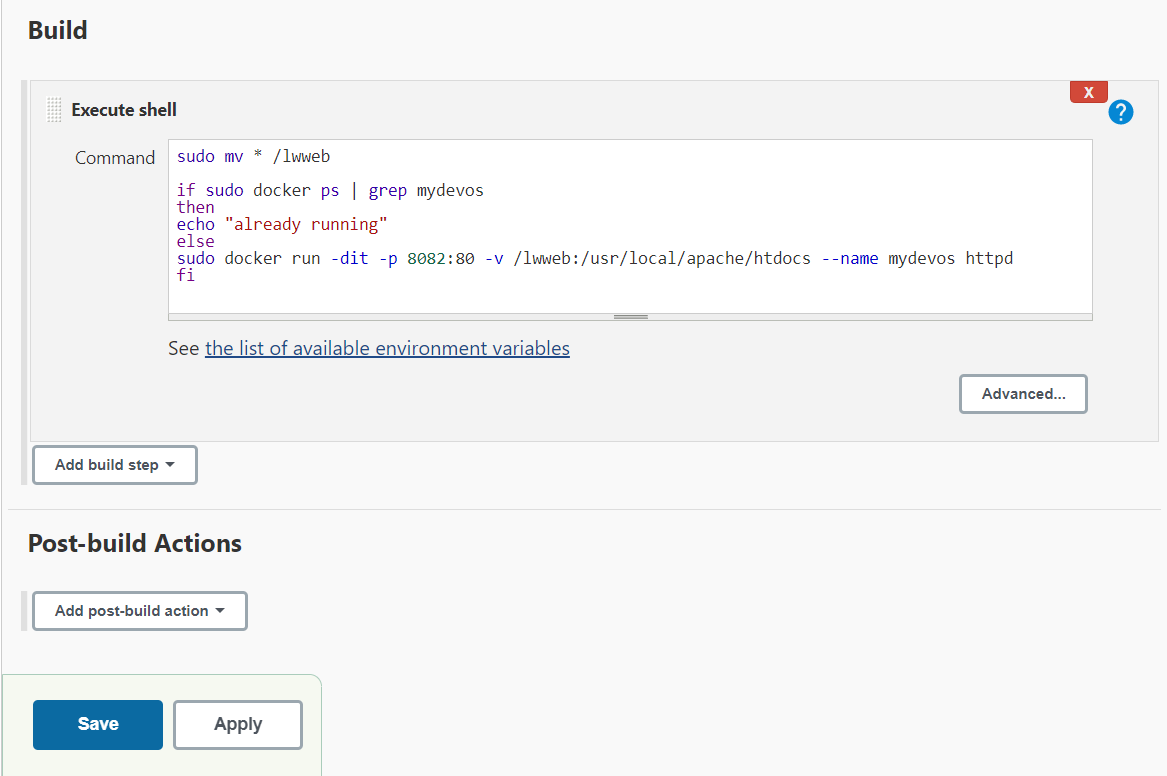 Build
Execute shell
X
?
Command
sudo mv * /lwweb
if sudo docker ps | grep mydevos
then
echo "already running"
else
sudo docker run -dit -p 8082:80 -v /lwweb:/usr/local/apache/htdocs --name mydevos httpd
fi
See the list of available environment variables
Advanced...
Add build step
Post-build Actions
Add post-build action
Save
Apply